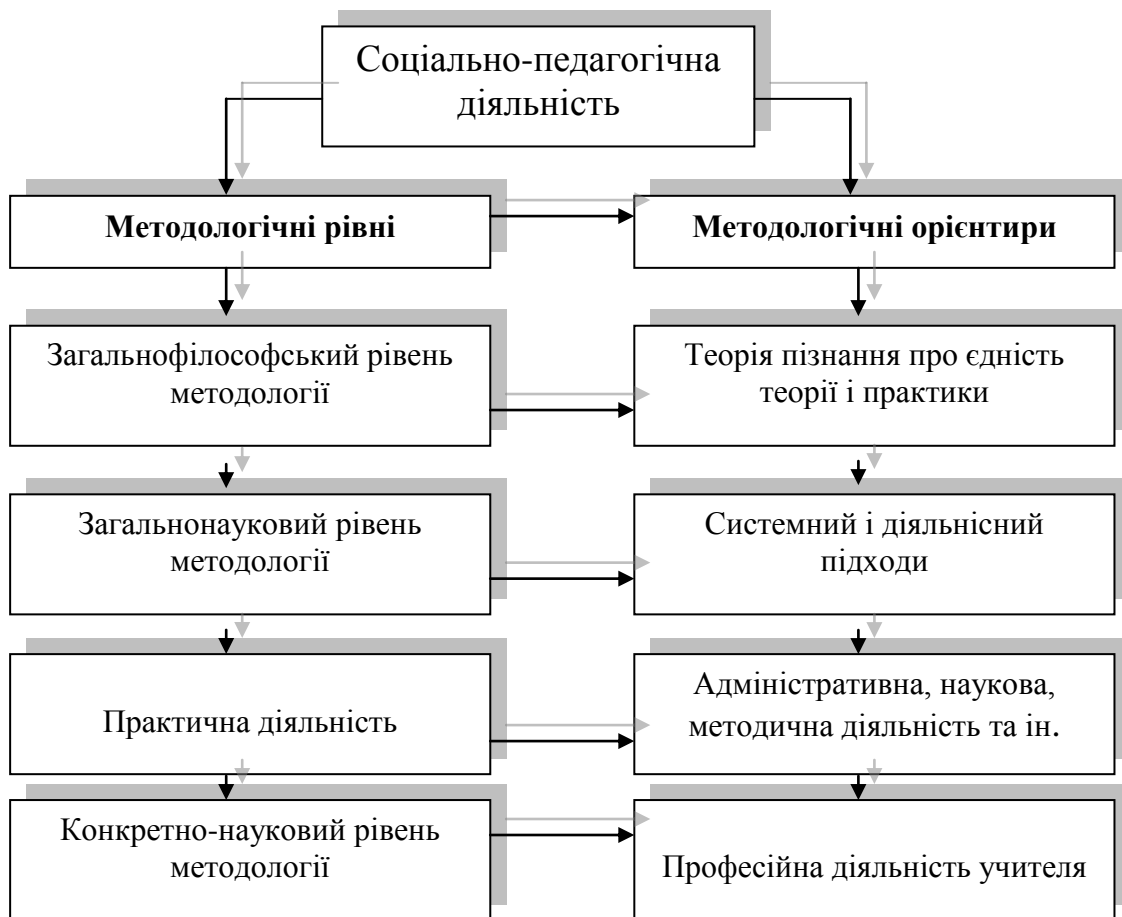 Соціально-педагогічна
діяльність
Методологічні рівні
Методологічні орієнтири
Загальнофілософський рівень
методології
Теорія пізнання про єдність
теорії і практики
Загальнонауковий рівень
методології
Системний і діяльнісний
підходи
Практична діяльність
Адміністративна, наукова,
методична діяльність та ін.
Конкретно-науковий рівень
методології
Професійна діяльність учителя